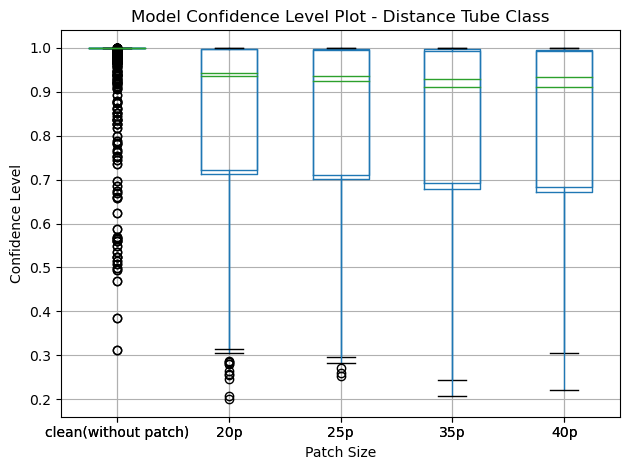 Model Confidence Level Plot - Distance Tube Class
Confidence Level
1.0
0.9
0.8
0.7
0.6
0.5
0.4
0.3
0.2
clean(without patch) 20p 25p 35p 40p
Patch Size